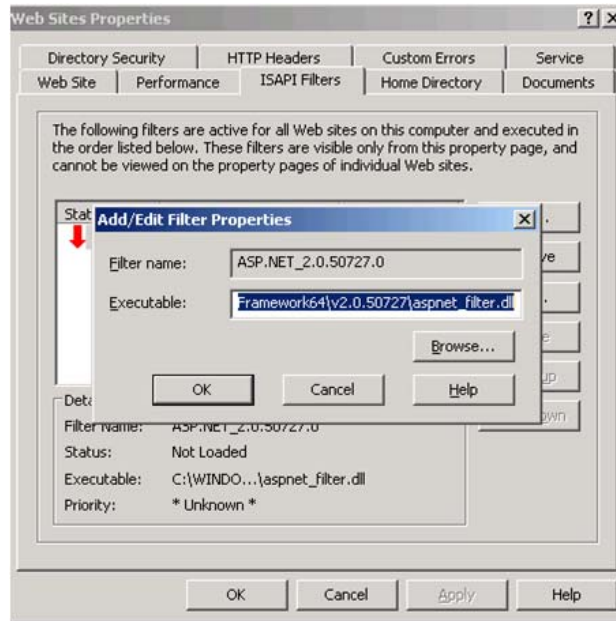 Web Sites Properties
Directory Security HTTP Headers Custom Errors Service
Web Site Performance ISAPI Filters Home Directory Documents
The following filters are active for all Web sites on this computer and executed in
the order listed below. These filters are visible only from this property page, and
cannot be viewed on the property pages of individual Web sites.
Stat
Add/Edit Filter Properties
Filter name: ASP.NET_2.0.50727.0
Executable: Framework64\v2.0.50727\aspnet_filter.dll
Browse...
OK Cancel Help
Filter Name: ASP.NET_2.0.50727.0
Status: Not Loaded
Executable: C:\WINDO...\aspnet_filter.dll
Priority: * Unknown *
OK Cancel Apply Help